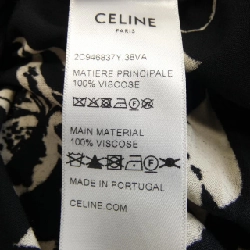 CELINE
PARIS
2C946837Y.38VA
MATIERE PRINCIPALE
100% VISCOSE
MAIN MATERIAL
100% VISCOSE
MADE IN PORTUGAL
CELINE.COM